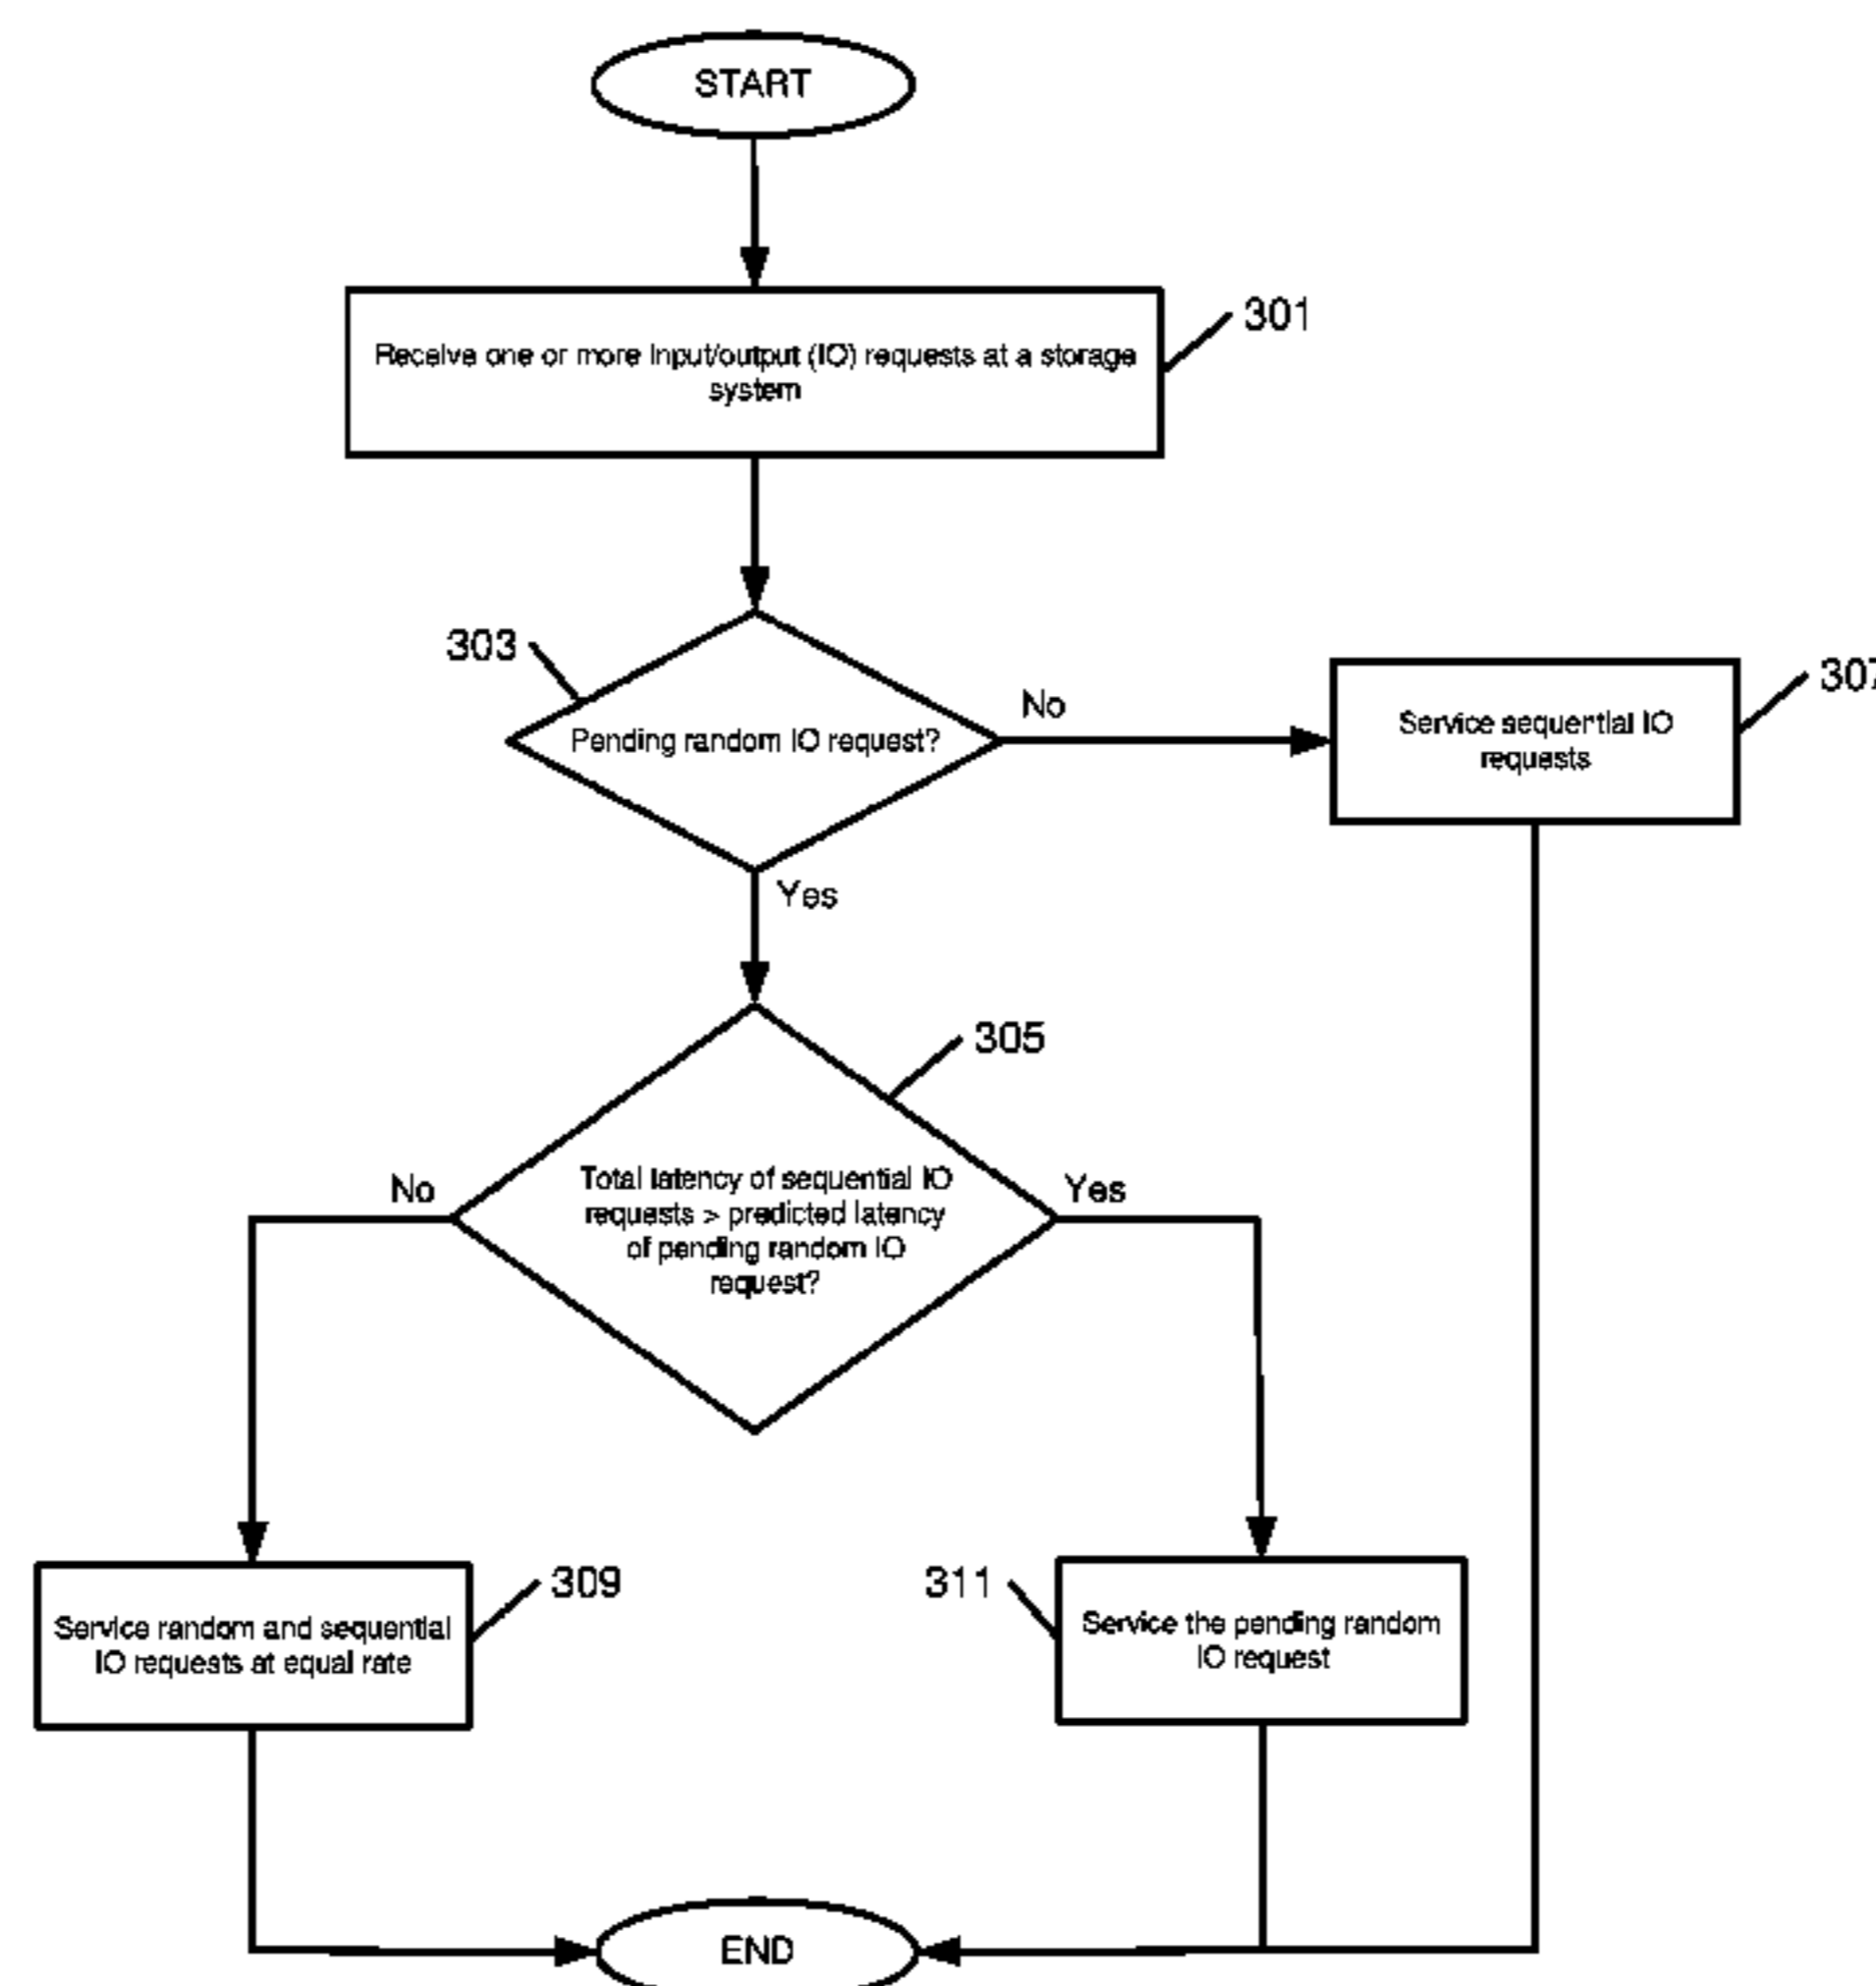 START
Receive one or more input/output (IO) requests at a storage
system
301
303
Pending random IO request?
No
Service sequential IO
requests
307
Yes
305
Total latency of sequential IO
requests > predicted latency
of pending random IO
request?
No
Yes
309
Service random and sequential
IO requests at equal rate
311
Service the pending random
IO request
END